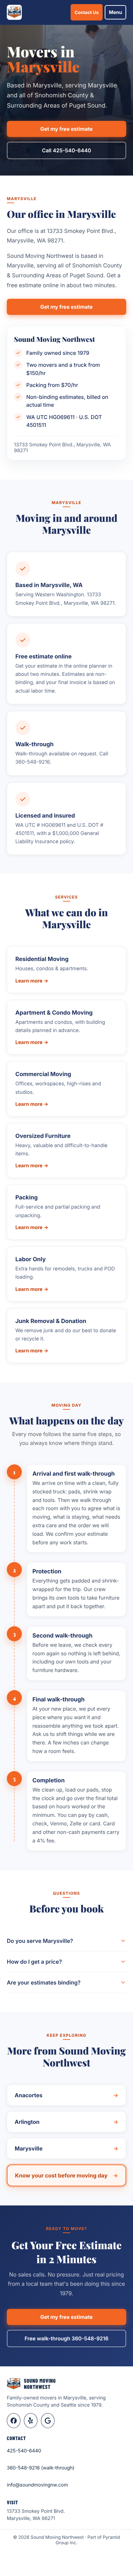 Contact Us
Menu
Movers in
Marysville
Based in Marysville, serving Marysville
and all of Snohomish County &
Surrounding Areas of Puget Sound.
Get my free estimate
Call 425-540-6440
MARYSVILLE
Our office in Marysville
Our office is at 13733 Smokey Point Blvd.,
Marysville, WA 98271.
Sound Moving Northwest is based in
Marysville, serving all of Snohomish County
& Surrounding Areas of Puget Sound. Get a
free estimate online in about two minutes.
Get my free estimate
Sound Moving Northwest
Family owned since 1979
Two movers and a truck from
$150/hr
Packing from $70/hr
Non-binding estimates, billed on
actual time
WA UTC HG069611 · U.S. DOT
4501511
13733 Smokey Point Blvd., Marysville, WA
98271
MARYSVILLE
Moving in and around
Marysville
Based in Marysville, WA
Serving Western Washington. 13733
Smokey Point Blvd., Marysville, WA 98271.
Free estimate online
Get your estimate in the online planner in
about two minutes. Estimates are non-
binding, and your final invoice is based on
actual labor time.
Walk-through
Walk-through available on request. Call
360-548-9216.
Licensed and insured
WA UTC # HG069611 and U.S. DOT #
4501511, with a $1,000,000 General
Liability Insurance policy.
SERVICES
What we can do in
Marysville
Residential Moving
Houses, condos & apartments.
Learn more →
Apartment & Condo Moving
Apartments and condos, with building
details planned in advance.
Learn more →
Commercial Moving
Offices, workspaces, high-rises and
studios.
Learn more →
Oversized Furniture
Heavy, valuable and difficult-to-handle
items.
Learn more →
Packing
Full-service and partial packing and
unpacking.
Learn more →
Labor Only
Extra hands for remodels, trucks and POD
loading.
Learn more →
Junk Removal & Donation
We remove junk and do our best to donate
or recycle it.
Learn more →
MOVING DAY
What happens on the day
Every move follows the same five steps, so
you always know where things stand.
1
Arrival and first walk-through
We arrive on time with a clean, fully
stocked truck: pads, shrink wrap
and tools. Then we walk through
each room with you to agree what is
moving, what is staying, what needs
extra care and the order we will
load. We confirm your estimate
before any work starts.
2
Protection
Everything gets padded and shrink-
wrapped for the trip. Our crew
brings its own tools to take furniture
apart and put it back together.
3
Second walk-through
Before we leave, we check every
room again so nothing is left behind,
including our own tools and your
furniture hardware.
4
Final walk-through
At your new place, we put every
piece where you want it and
reassemble anything we took apart.
Ask us to shift things around while
we are there. A few inches can
change how a room feels.
5
Completion
We clean up, load our pads, stop
the clock and go over the final total
based on hours worked or the
minimum. You can pay by cash,
check, Venmo, Zelle or card. Card
and other non-cash payments carry
a 4% fee.
QUESTIONS
Before you book
Do you serve Marysville?
How do I get a price?
Are your estimates binding?
KEEP EXPLORING
More from Sound Moving
Northwest
Anacortes →
Arlington →
Marysville →
Know your cost before moving day →
READY TO MOVE?
Get Your Free Estimate
in 2 Minutes
No sales calls. No pressure. Just real pricing
from a local team that's been doing this since
1979.
Get my free estimate
Free walk-through 360-548-9216
SOUND MOVING
NORTHWEST
Family-owned movers in Marysville, serving
Snohomish County and Seattle since 1979.
CONTACT
425-540-6440
360-548-9216 (walk-through)
info@soundmovingnw.com
VISIT
13733 Smokey Point Blvd.
Marysville, WA 98271
© 2026 Sound Moving Northwest · Part of Pyramid
Group Inc.